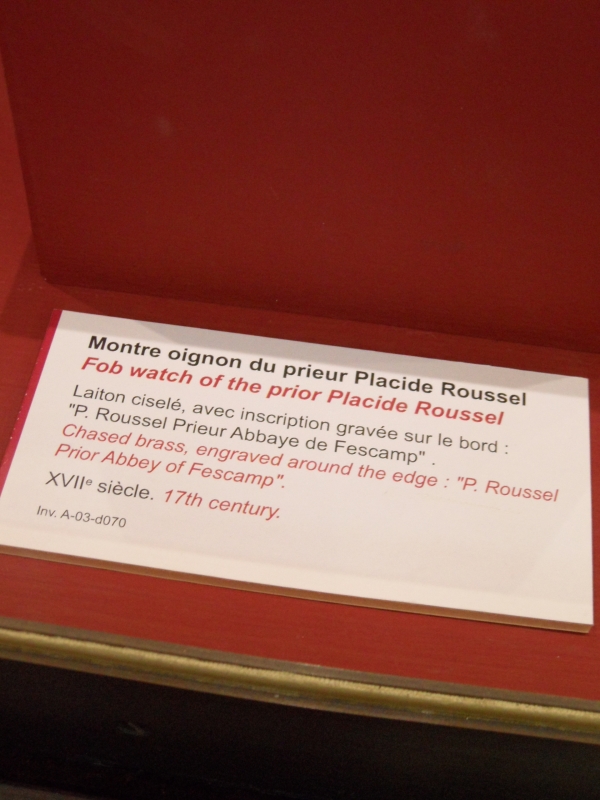 Montre oignon du prieur Placide Roussel
Fob watch of the prior Placide Roussel
Laiton ciselé, avec inscription gravée sur le bord :
"P. Roussel Prieur Abbaye de Fescamp" .
Chased brass, engraved around the edge : "P. Roussel
Prior Abbey of Fescamp".
XVIIᵉ siècle. 17th century.
Inv. A-03-d070